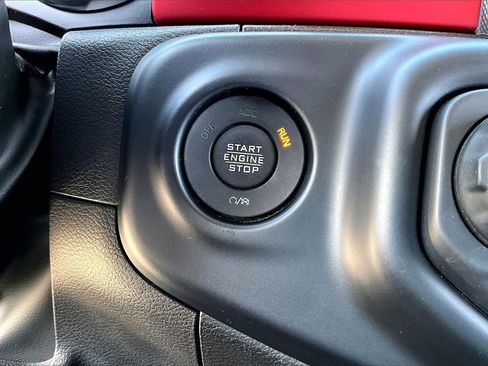 OFF ACC RUN
START
ENGINE
STOP